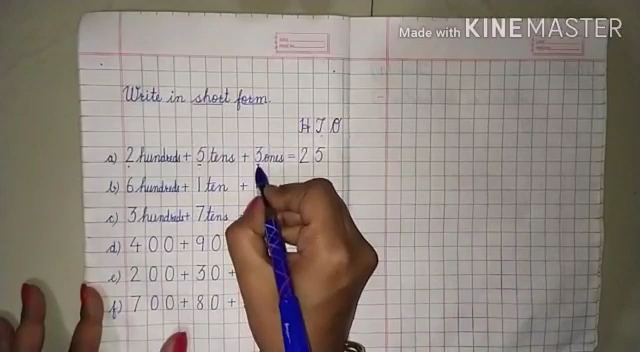 Made with KINEMASTER
Write in short form.
H T O
a) 2 hundreds + 5 tens + 3 ones = 2 5
b) 6 hundreds + 1 ten +
c) 3 hundreds + 7 tens
d) 4 0 0 + 9 0
e) 2 0 0 + 3 0 +
f) 7 0 0 + 8 0 +